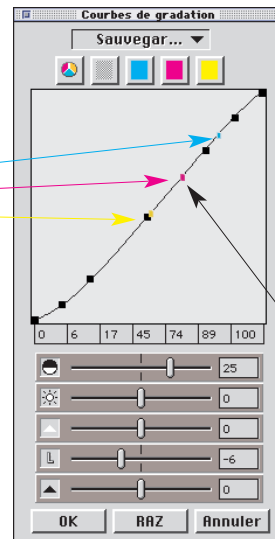 Courbes de gradation
Sauvegar...
0 6 17 45 74 89 100
25
0
0
L -6
0
OK RAZ Annuler